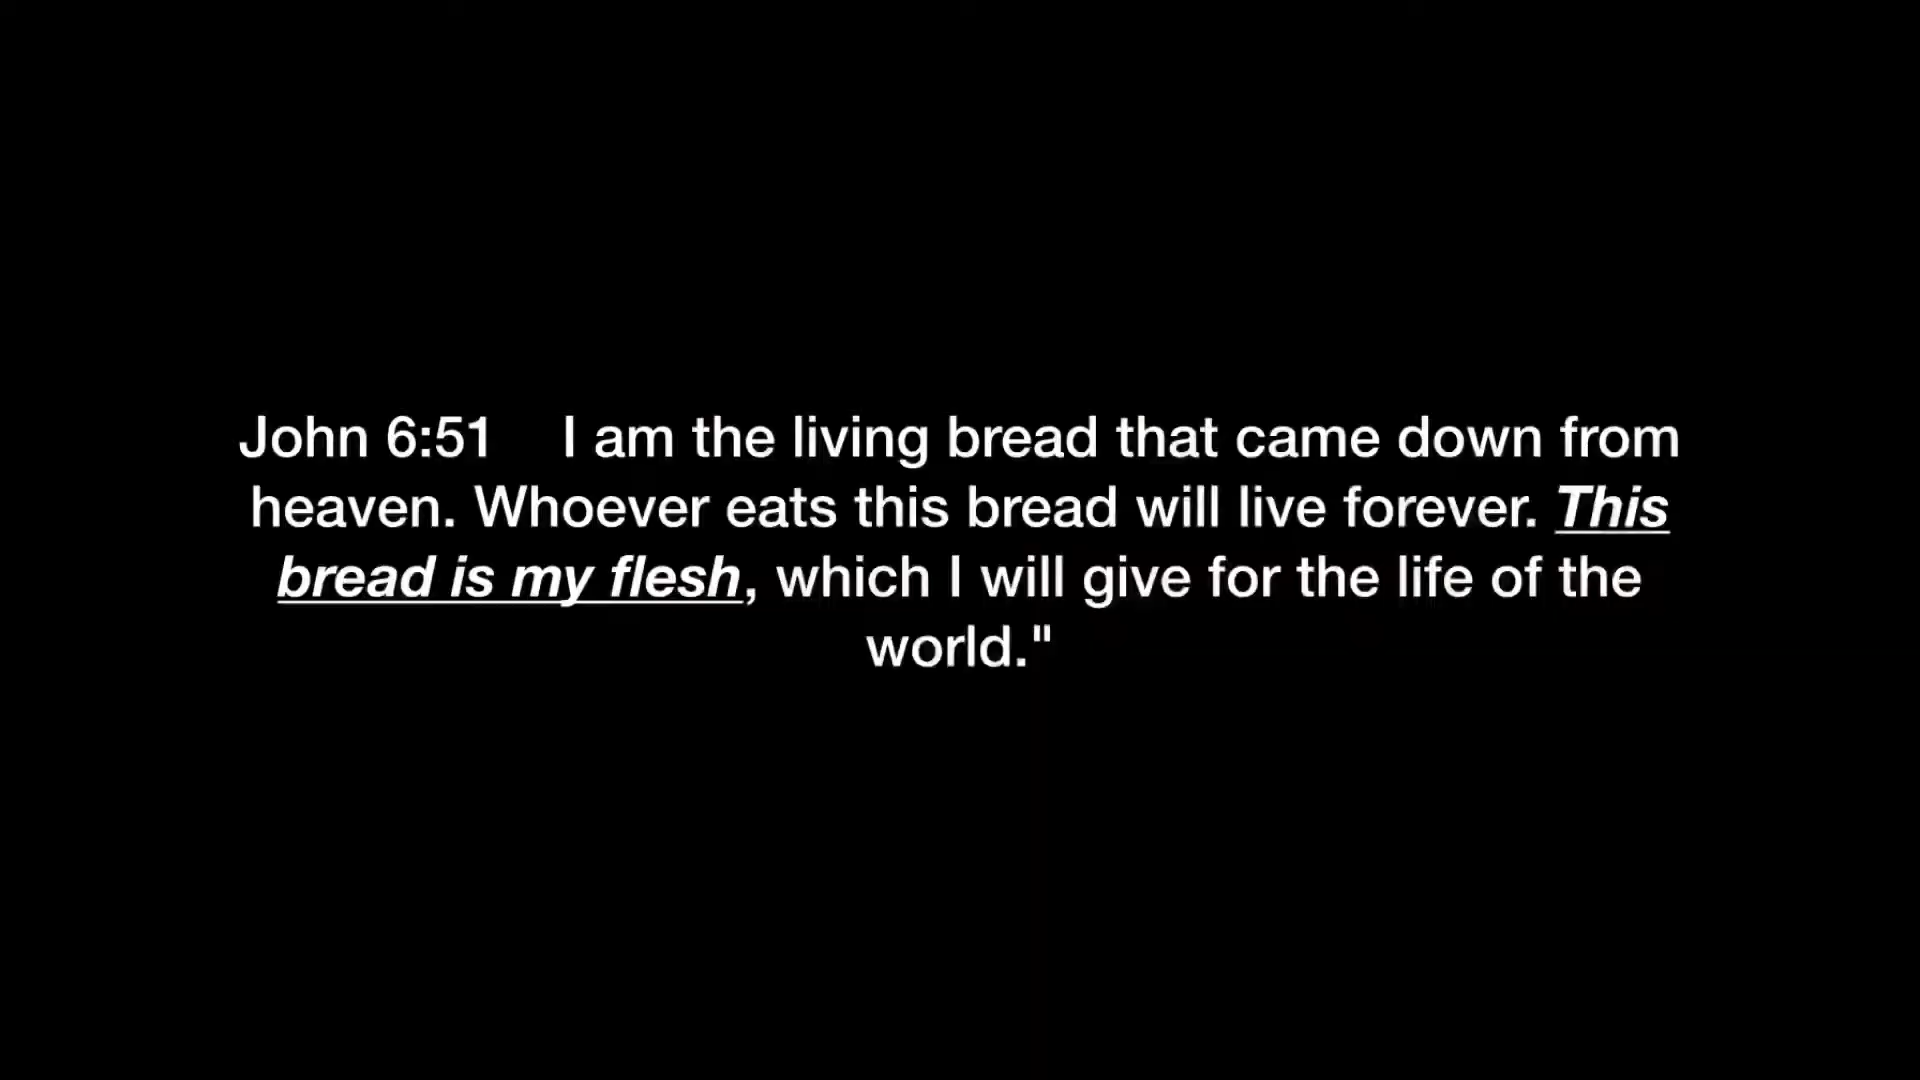 John 6:51    I am the living bread that came down from
heaven. Whoever eats this bread will live forever. This
bread is my flesh, which I will give for the life of the
world."